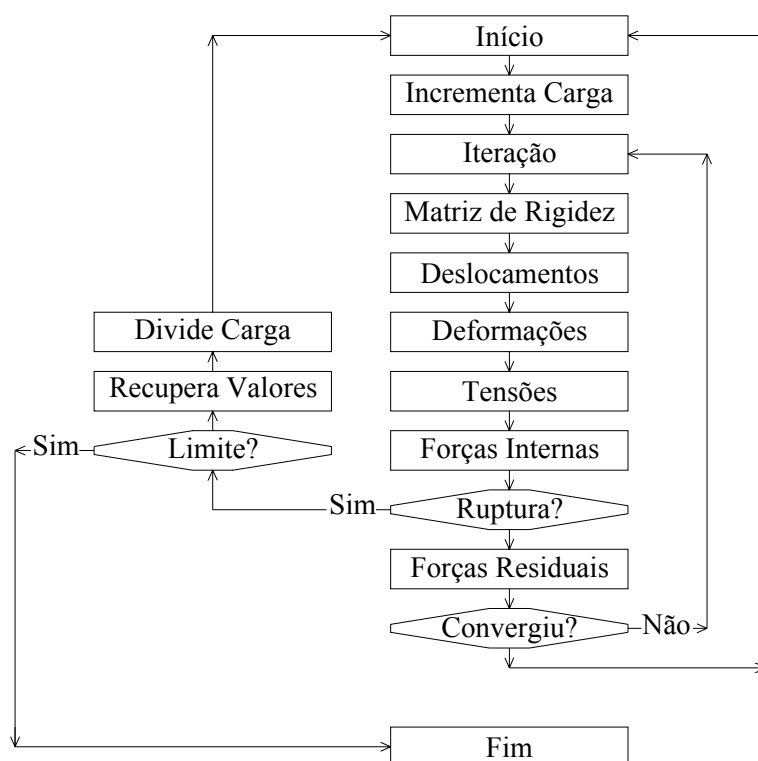 Início
Incrementa Carga
Iteração
Matriz de Rigidez
Deslocamentos
Divide Carga
Deformações
Recupera Valores
Tensões
Sim
Limite?
Forças Internas
Sim
Ruptura?
Forças Residuais
Convergiu?
Não
Fim